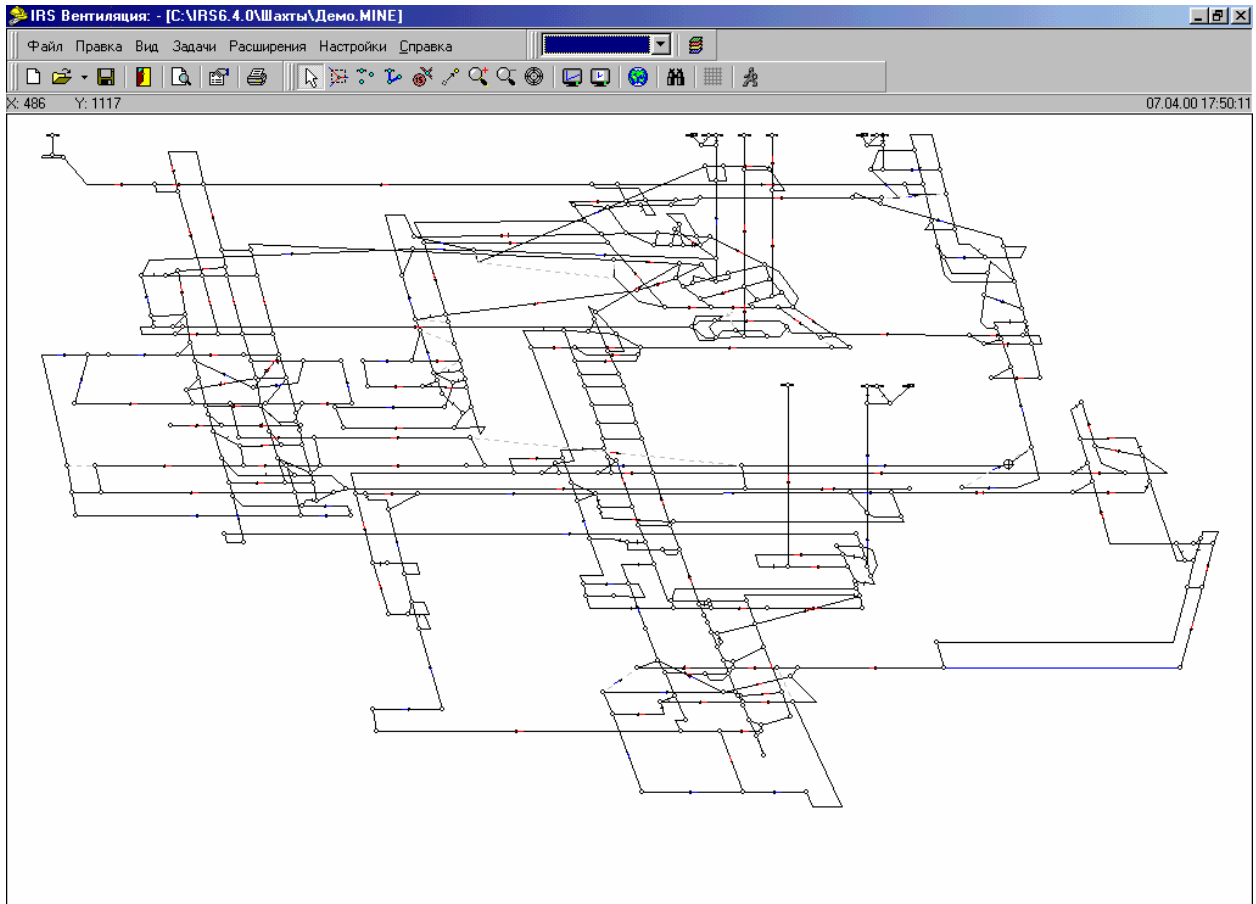 IRS Вентиляция: - [C:\IRS6.4.0\Шахты\Демо.MINE]
Файл Правка Вид Задачи Расширения Настройки Справка
X: 486 Y: 1117 07.04.00 17:50:11